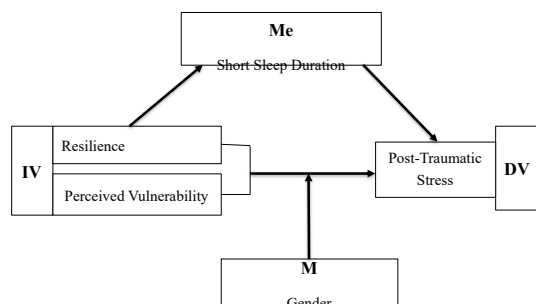 Me
Short Sleep Duration
IV
Resilience
Perceived Vulnerability
Post-Traumatic
Stress
DV
M
Gender